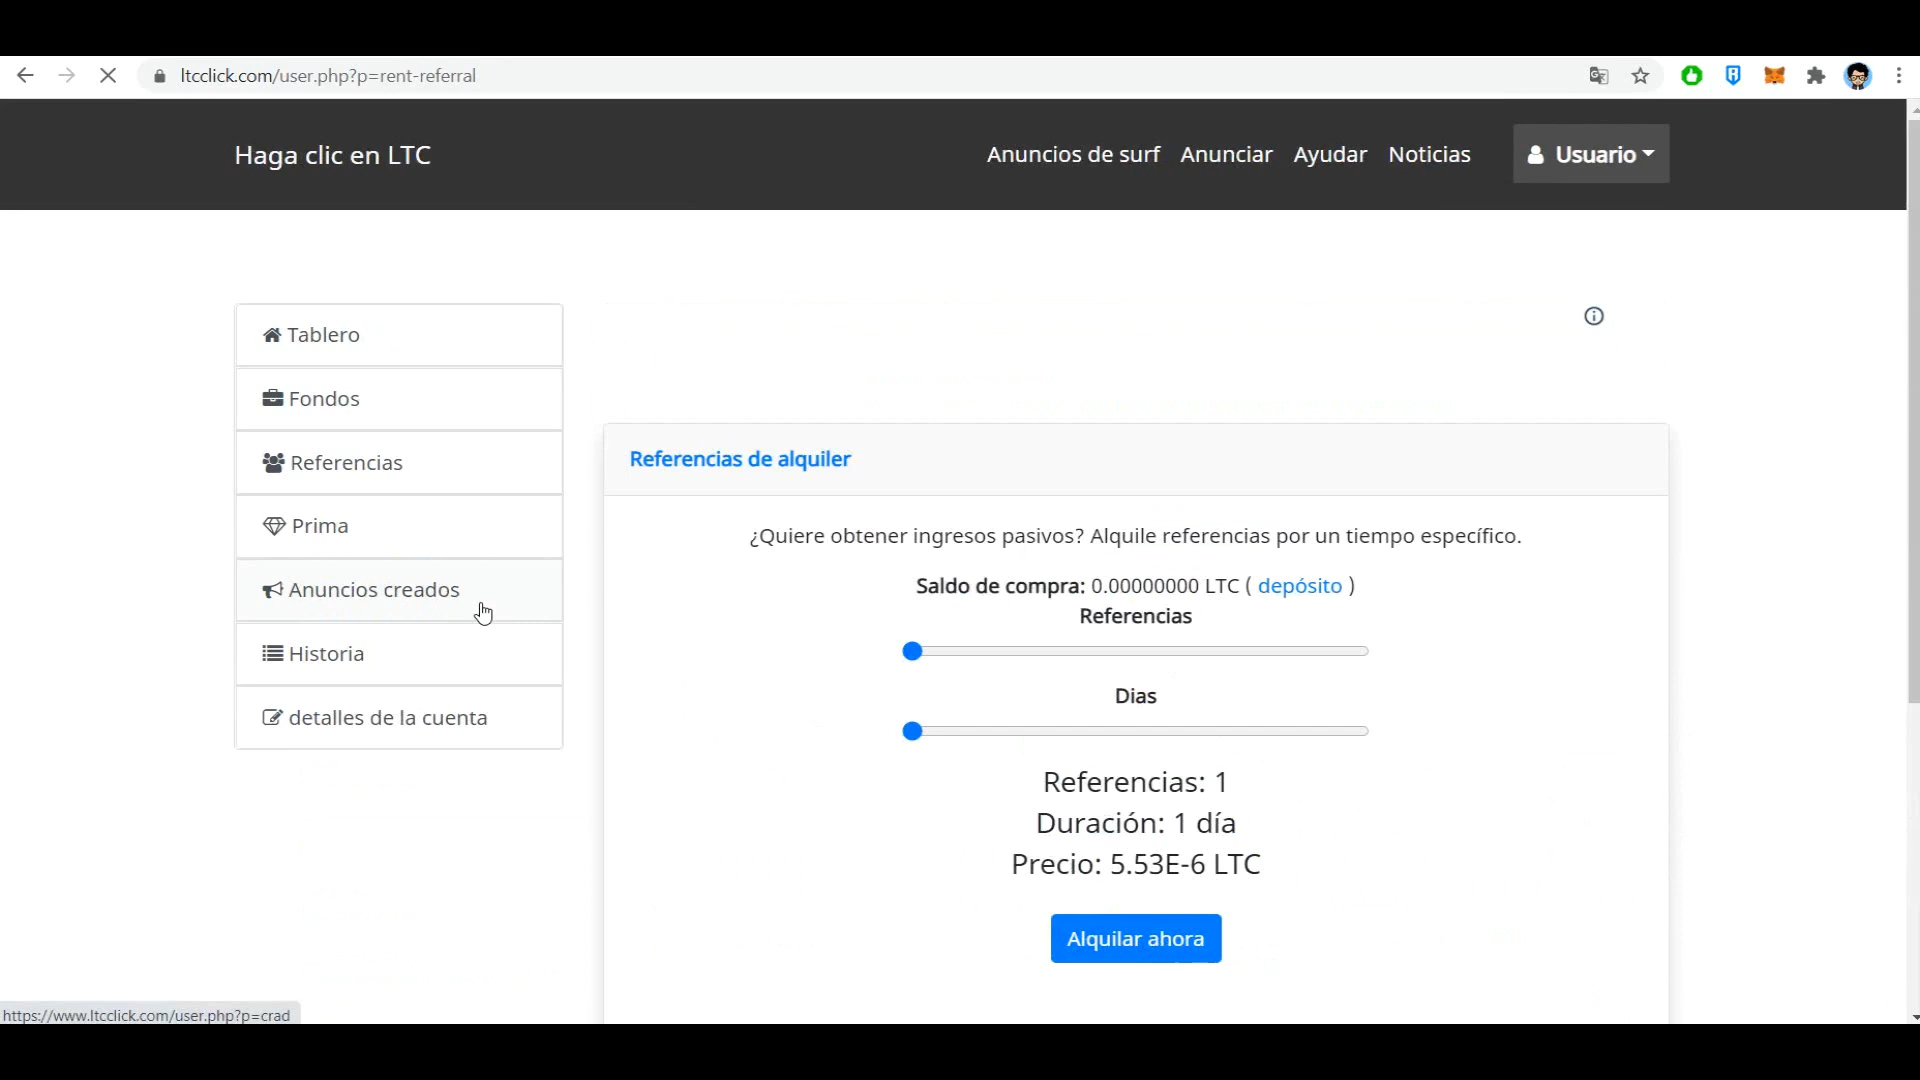 ltcclick.com/user.php?p=rent-referral
Haga clic en LTC
Anuncios de surf
Anunciar
Ayudar
Noticias
Usuario
Tablero
Fondos
Referencias
Prima
Anuncios creados
Historia
detalles de la cuenta
Referencias de alquiler
¿Quiere obtener ingresos pasivos? Alquile referencias por un tiempo específico.
Saldo de compra: 0.00000000 LTC ( depósito )
Referencias
Dias
Referencias: 1
Duración: 1 día
Precio: 5.53E-6 LTC
Alquilar ahora
https://www.ltcclick.com/user.php?p=crad